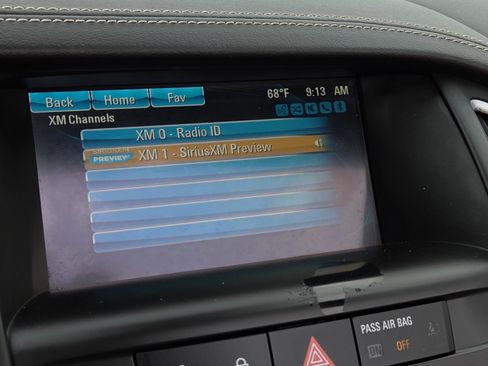 Back Home Fav 68°F 9:13 AM
XM Channels
XM 0 - Radio ID
SIRIUSXM
PREVIEW XM 1 - SiriusXM Preview
PASS AIR BAG
ON OFF